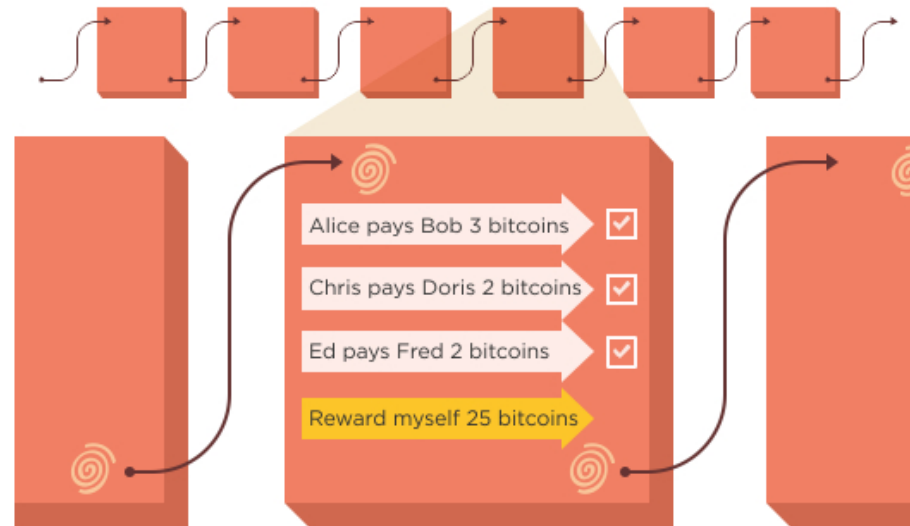 Alice pays Bob 3 bitcoins
Chris pays Doris 2 bitcoins
Ed pays Fred 2 bitcoins
Reward myself 25 bitcoins